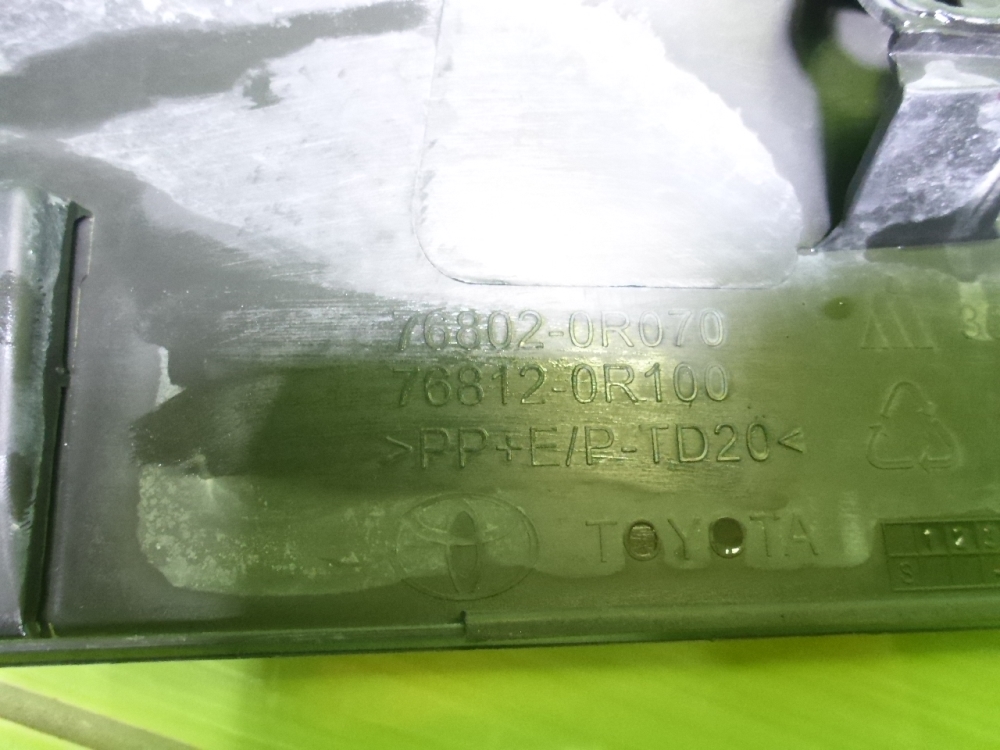 76802-0R070
76812-0R100
>PP+E/P-TD20<
TOYOTA